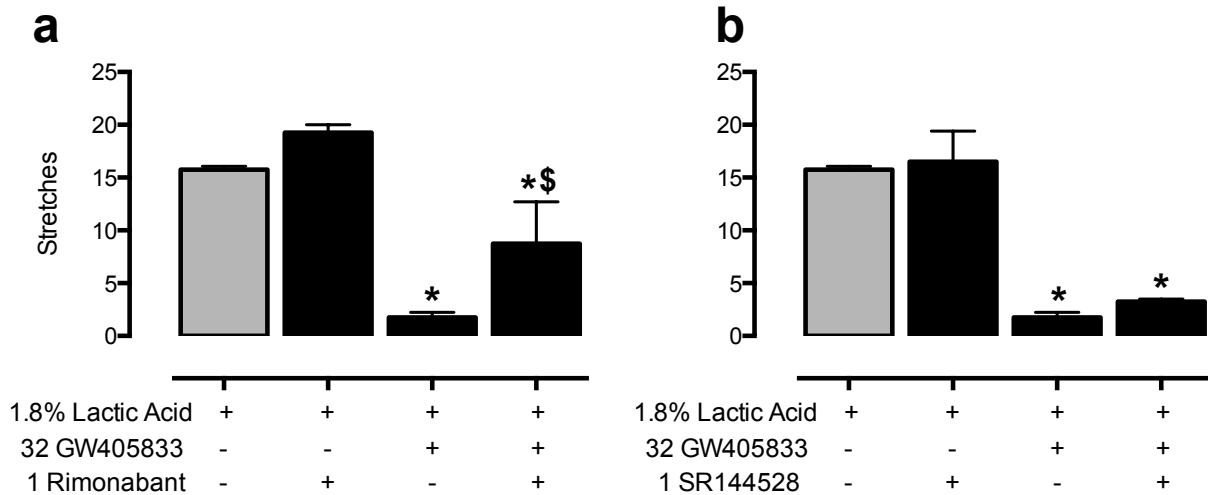 a
25
20
15
10
5
0
Stretches
*
*$
1.8% Lactic Acid + + + +
32 GW405833 - - + +
1 Rimonabant - + - +
b
25
20
15
10
5
0
*
*
1.8% Lactic Acid + + + +
32 GW405833 - - + +
1 SR144528 - + - +